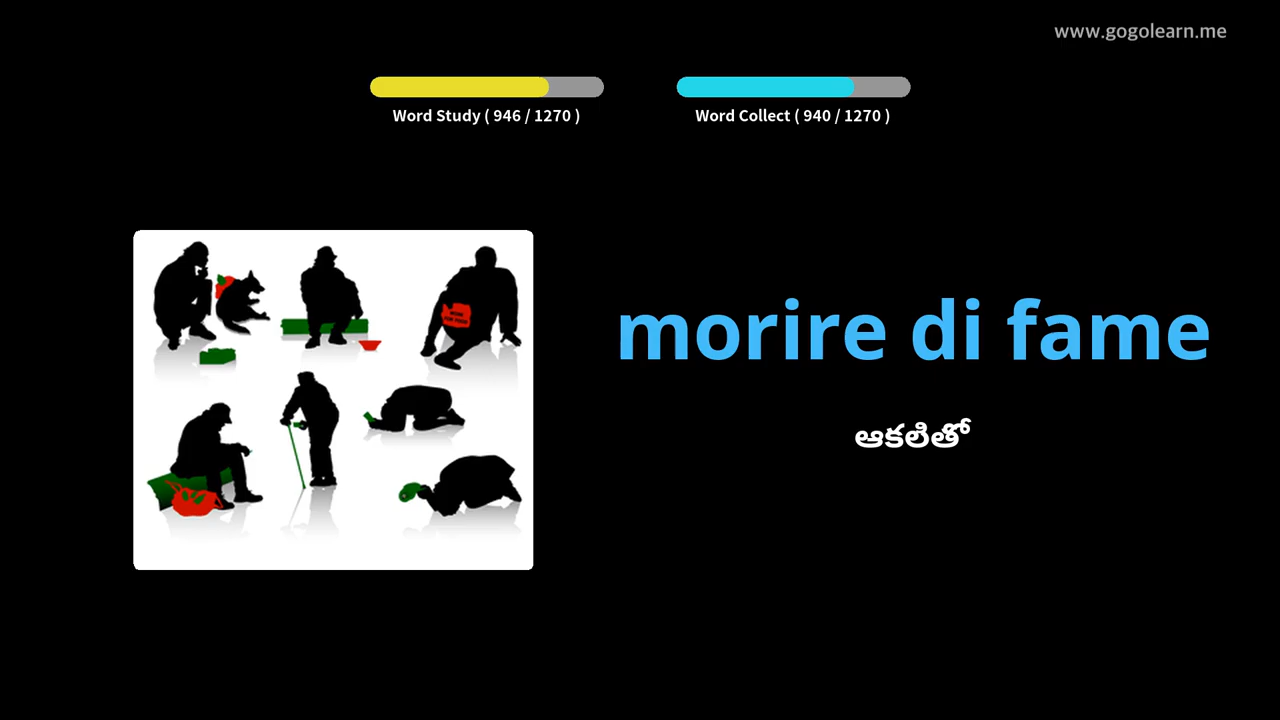 www.gogolearn.me
Word Study ( 946 / 1270 )
Word Collect ( 940 / 1270 )
morire di fame
ఆకలితో